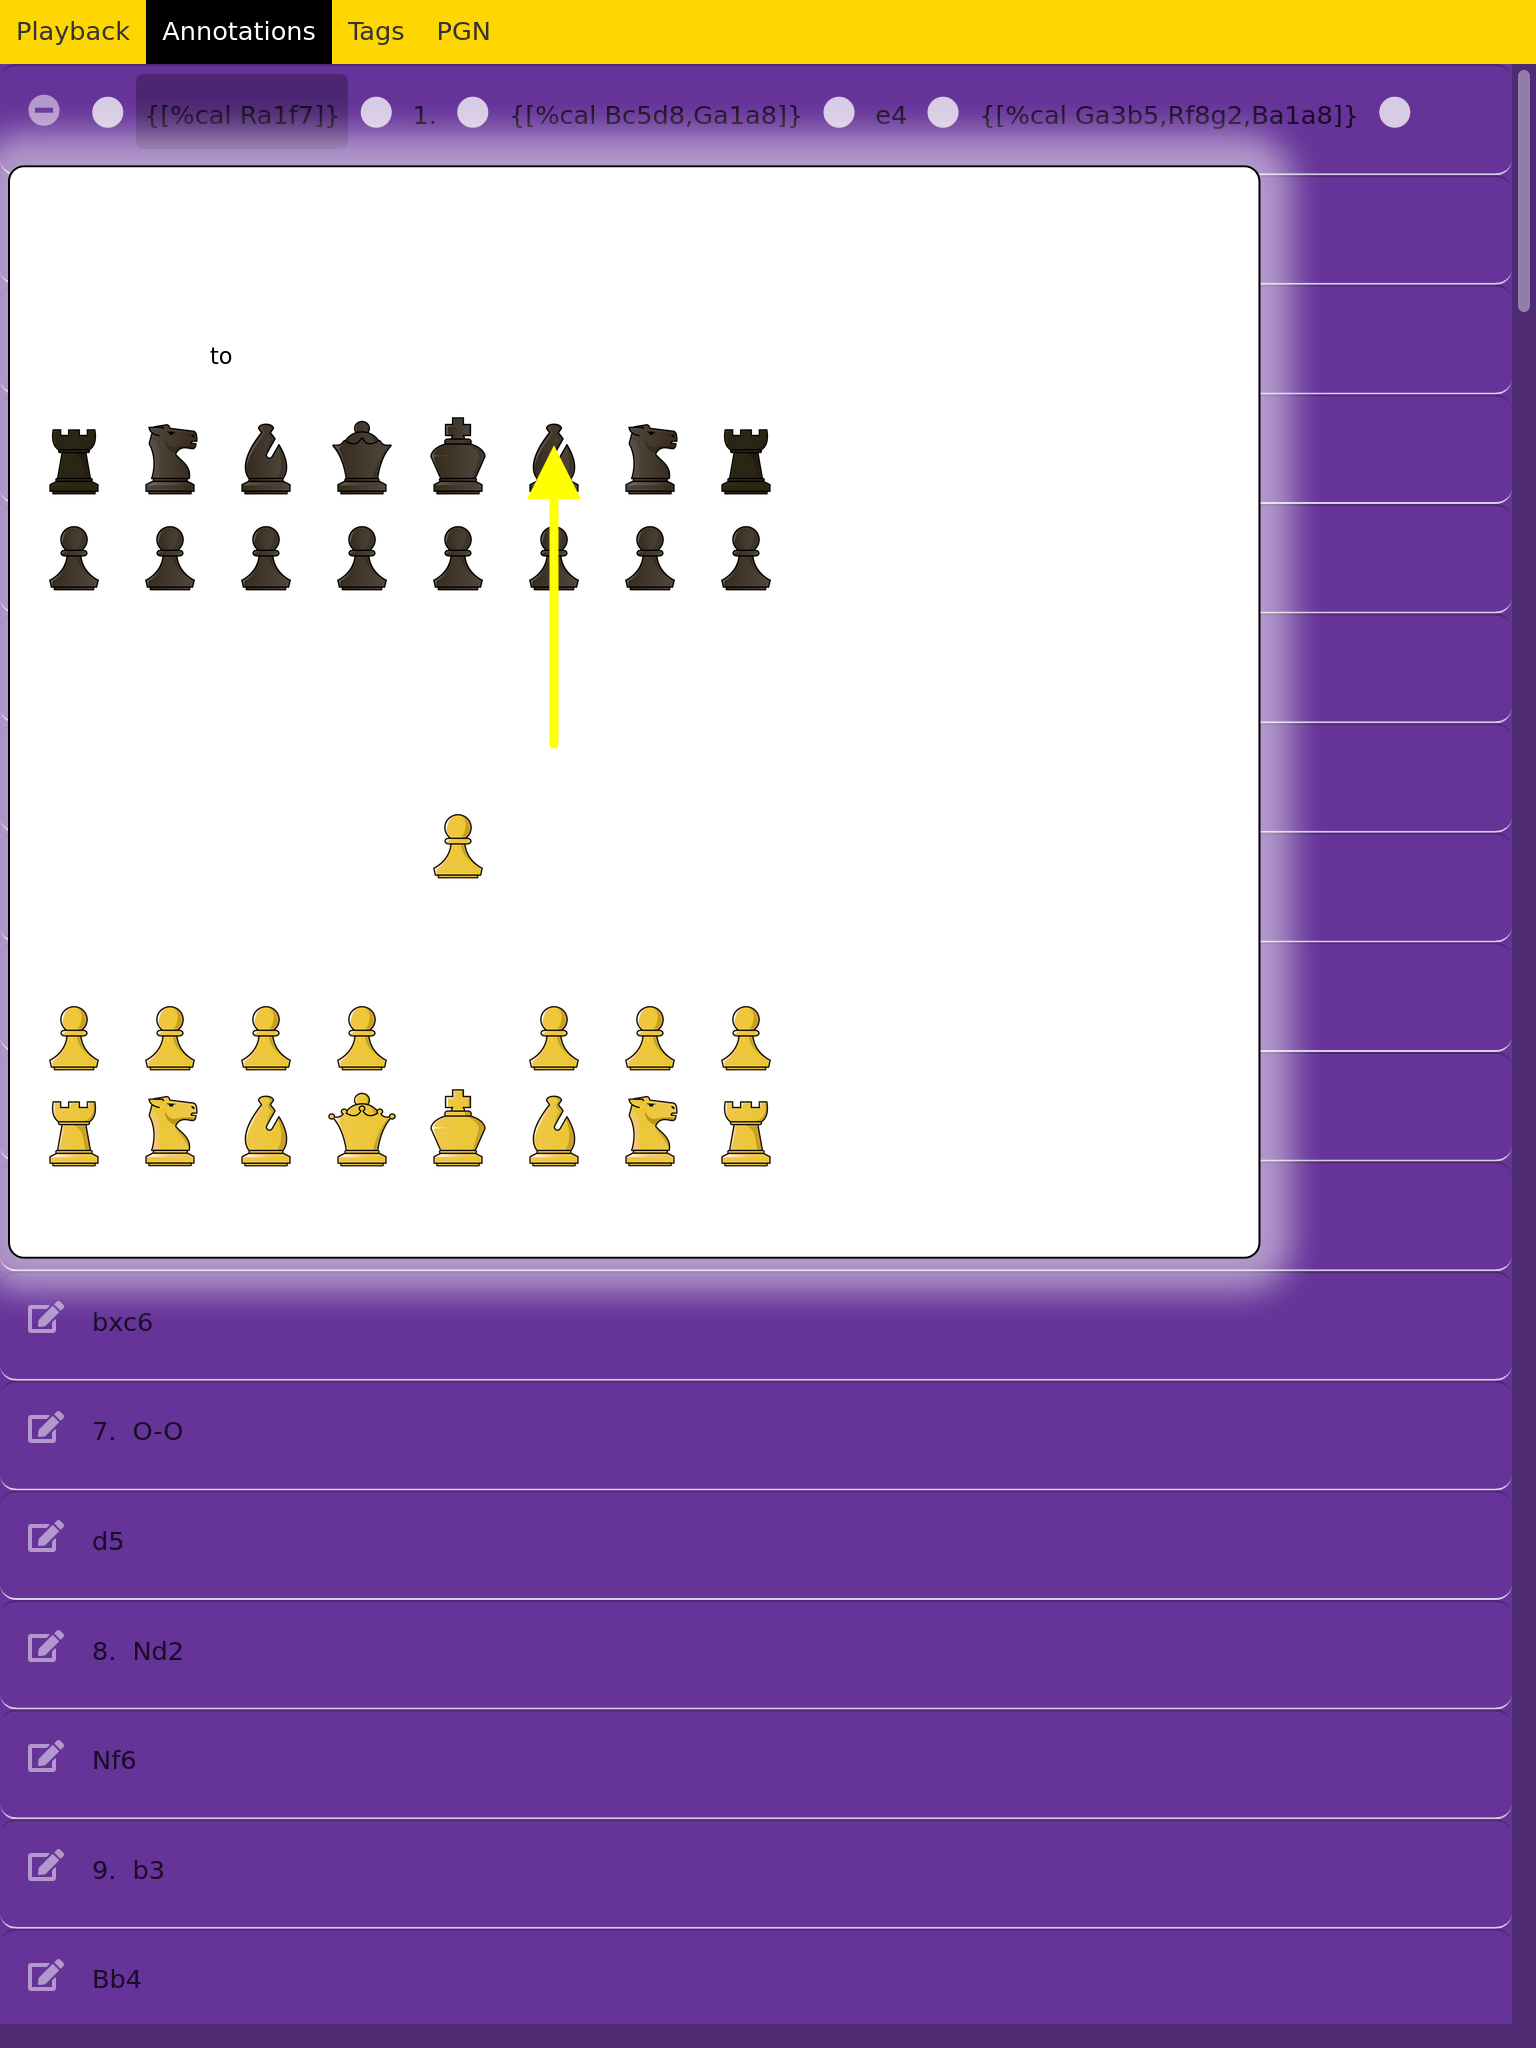 Playback Annotations Tags PGN
{[%cal Ra1f7]} 1. {[%cal Bc5d8,Ga1a8]} e4 {[%cal Ga3b5,Rf8g2,Ba1a8]}
to
bxc6
7. O-O
d5
8. Nd2
Nf6
9. b3
Bb4